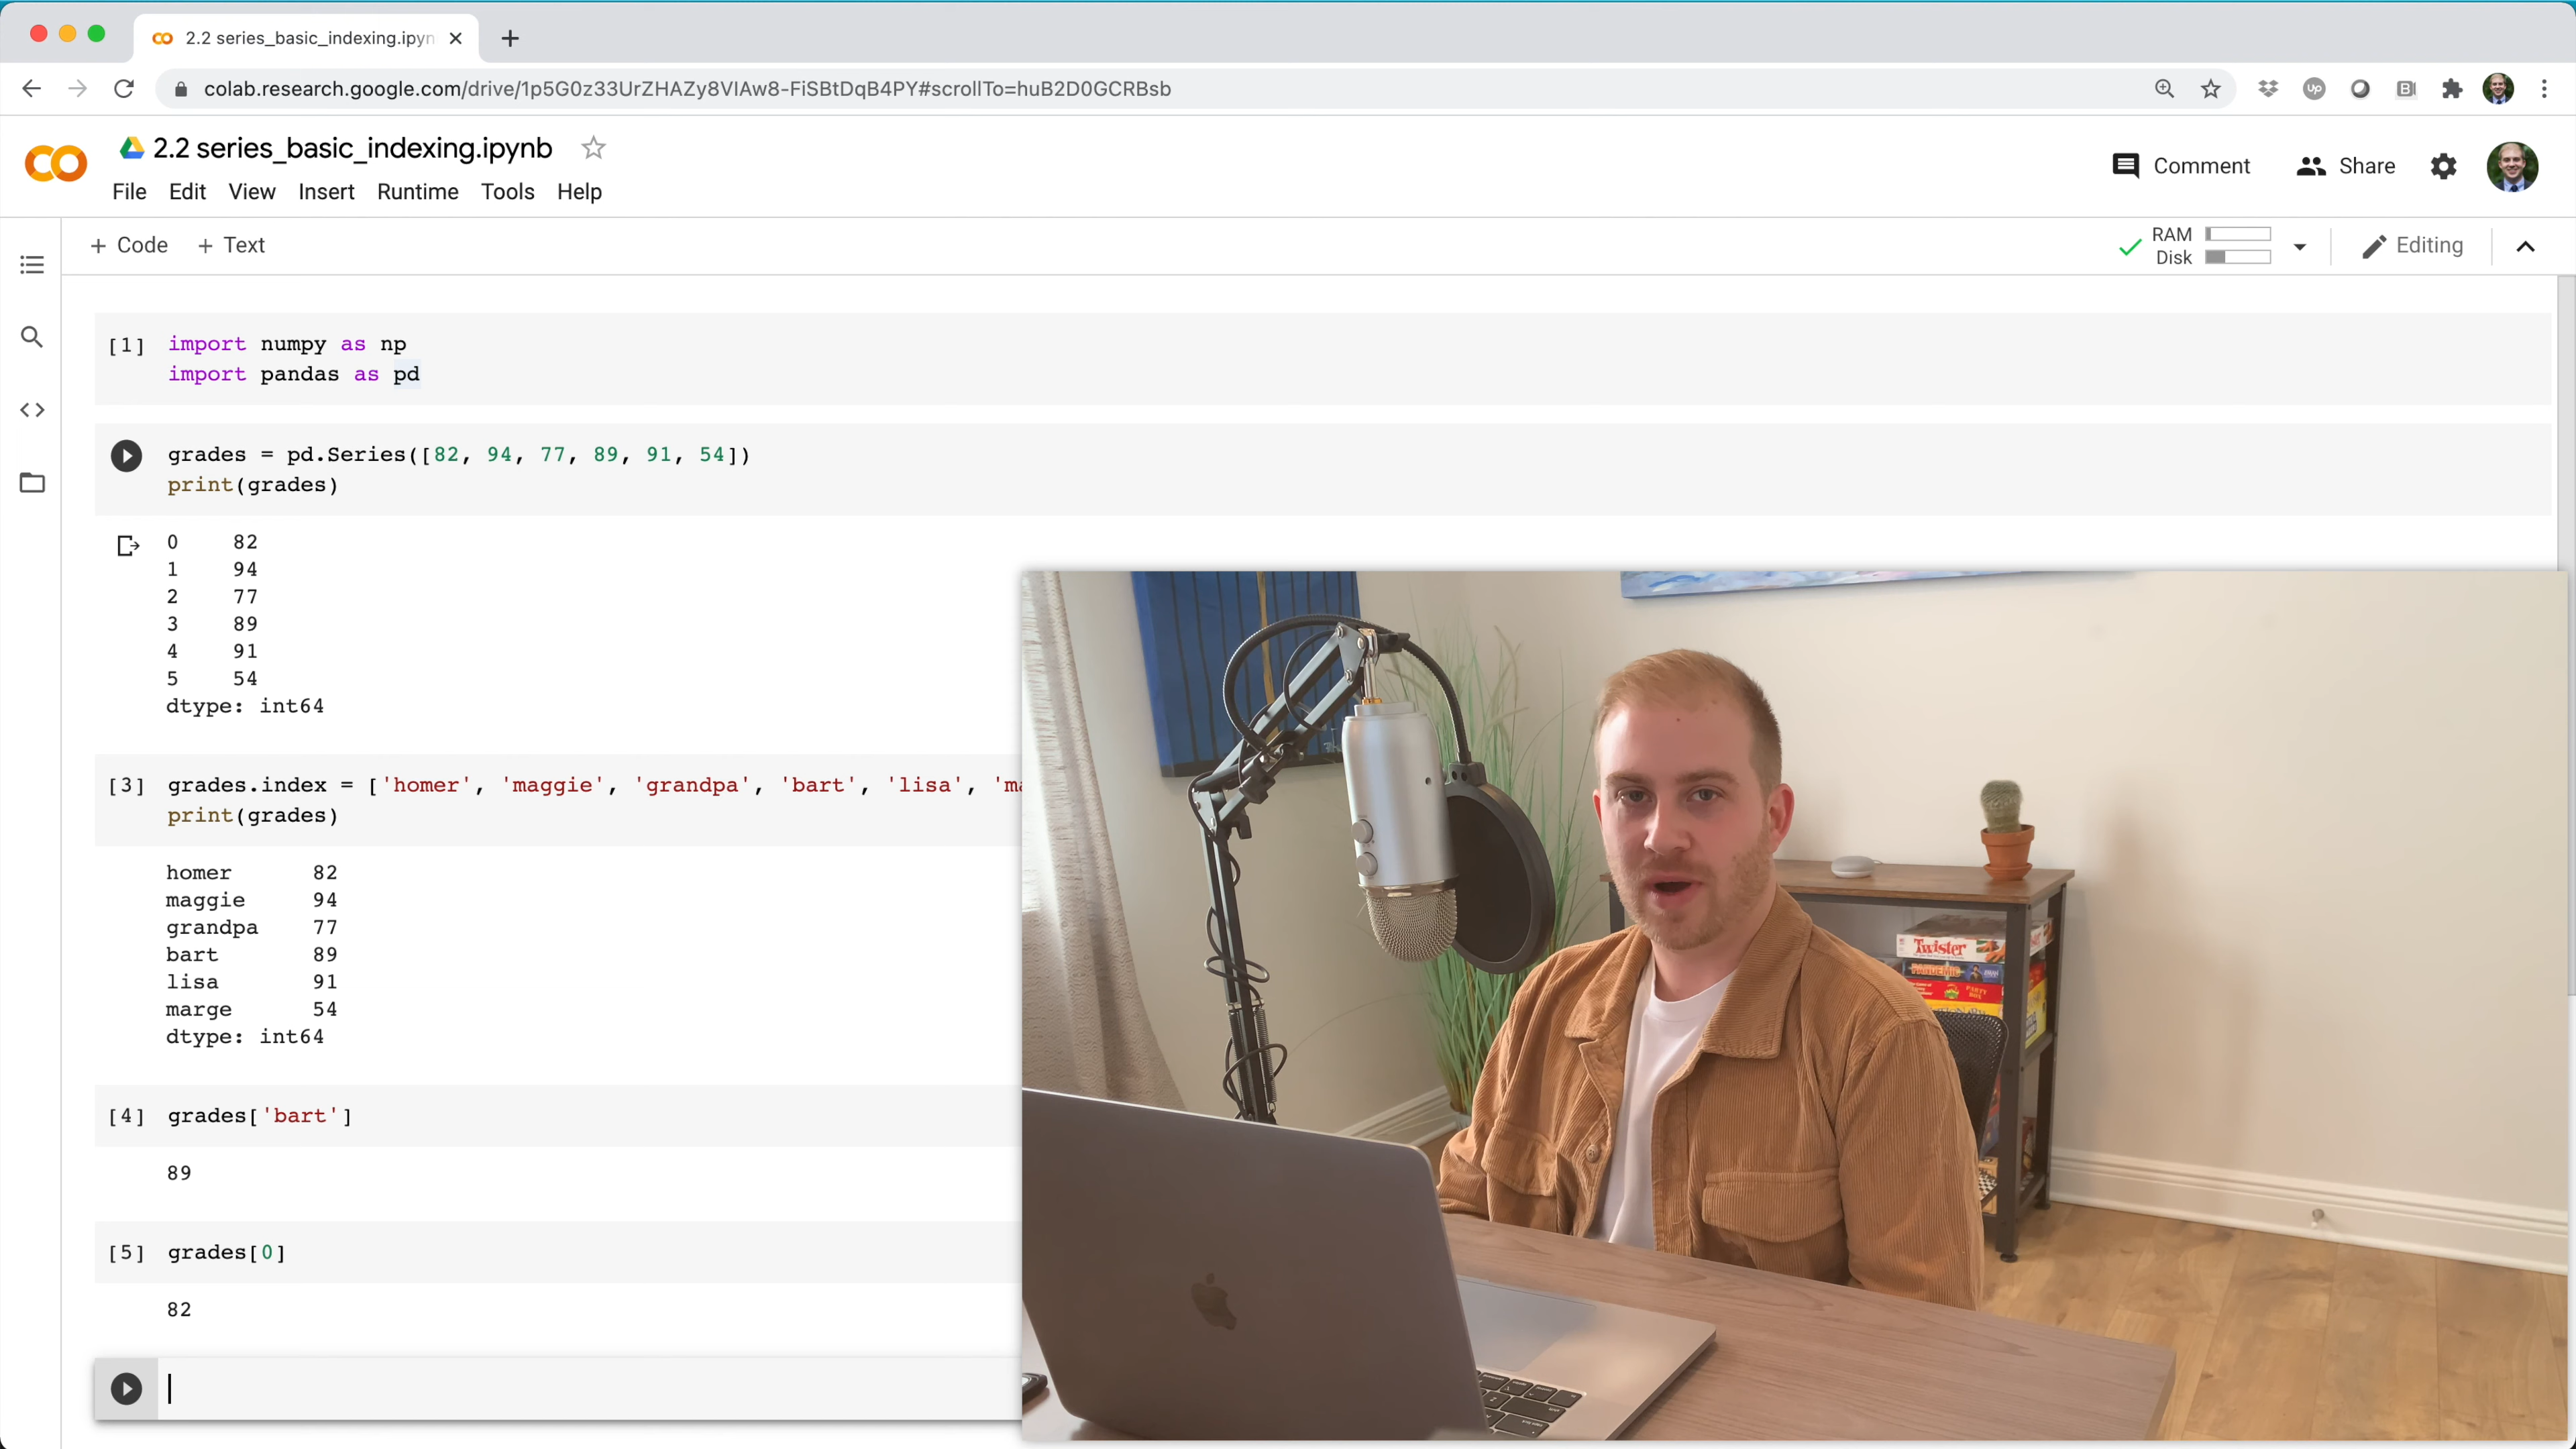 2.2 series_basic_indexing.ipyn
colab.research.google.com/drive/1p5G0z33UrZHAZy8VIAw8-FiSBtDqB4PY#scrollTo=huB2D0GCRBsb
2.2 series_basic_indexing.ipynb
Comment Share
File Edit View Insert Runtime Tools Help
+ Code + Text
RAM
Disk
Editing
[1] import numpy as np
import pandas as pd
grades = pd.Series([82, 94, 77, 89, 91, 54])
print(grades)
0 82
1 94
2 77
3 89
4 91
5 54
dtype: int64
[3] grades.index = ['homer', 'maggie', 'grandpa', 'bart', 'lisa', 'ma
print(grades)
homer 82
maggie 94
grandpa 77
bart 89
lisa 91
marge 54
dtype: int64
[4] grades['bart']
89
[5] grades[0]
82
Twister
PANDEMIC
PARTY
BOX